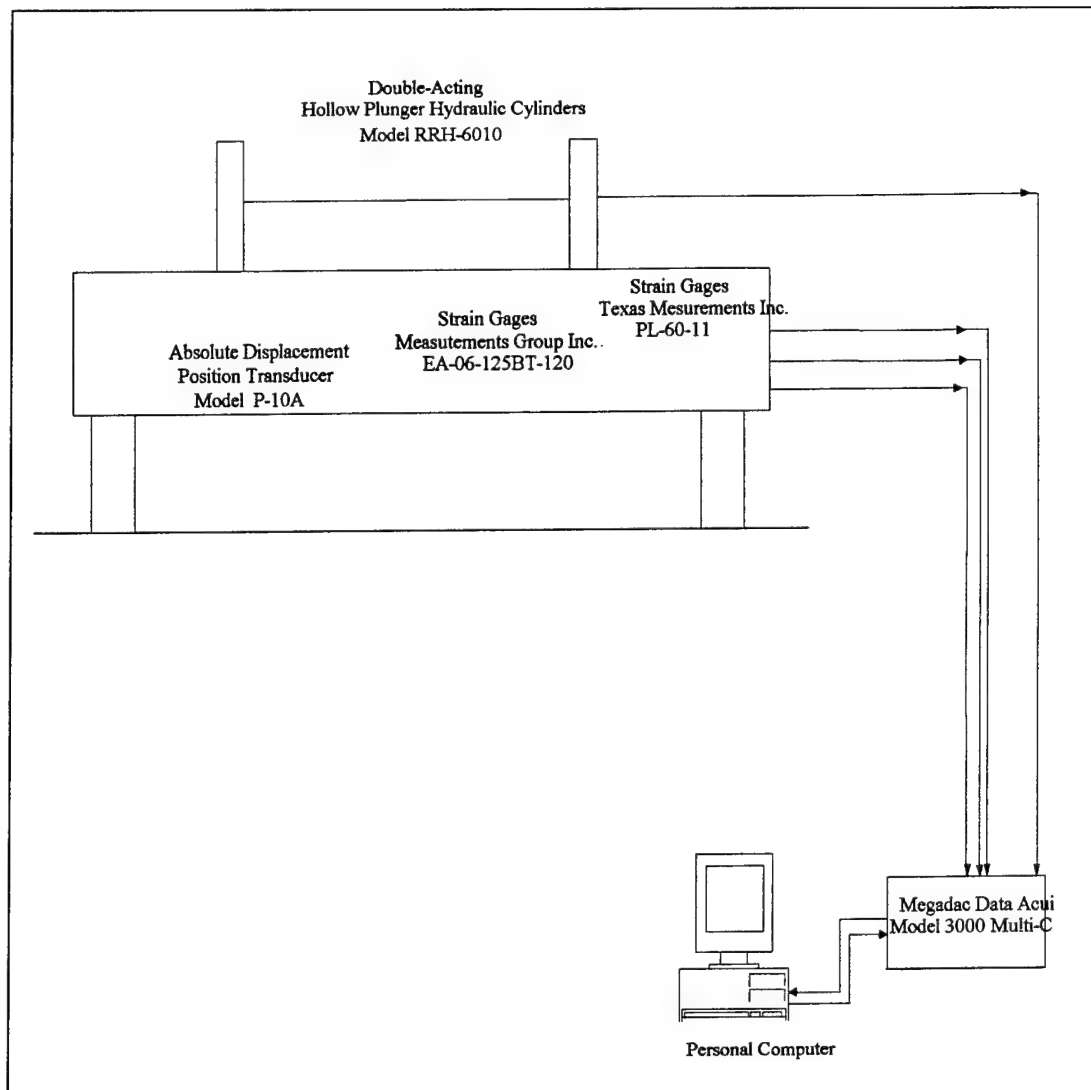 Double-Acting
Hollow Plunger Hydraulic Cylinders
Model RRH-6010
Strain Gages
Texas Mesurements Inc.
PL-60-11
Strain Gages
Measutements Group Inc..
EA-06-125BT-120
Absolute Displacement
Position Transducer
Model P-10A
Megadac Data Acui
Model 3000 Multi-C
Personal Computer